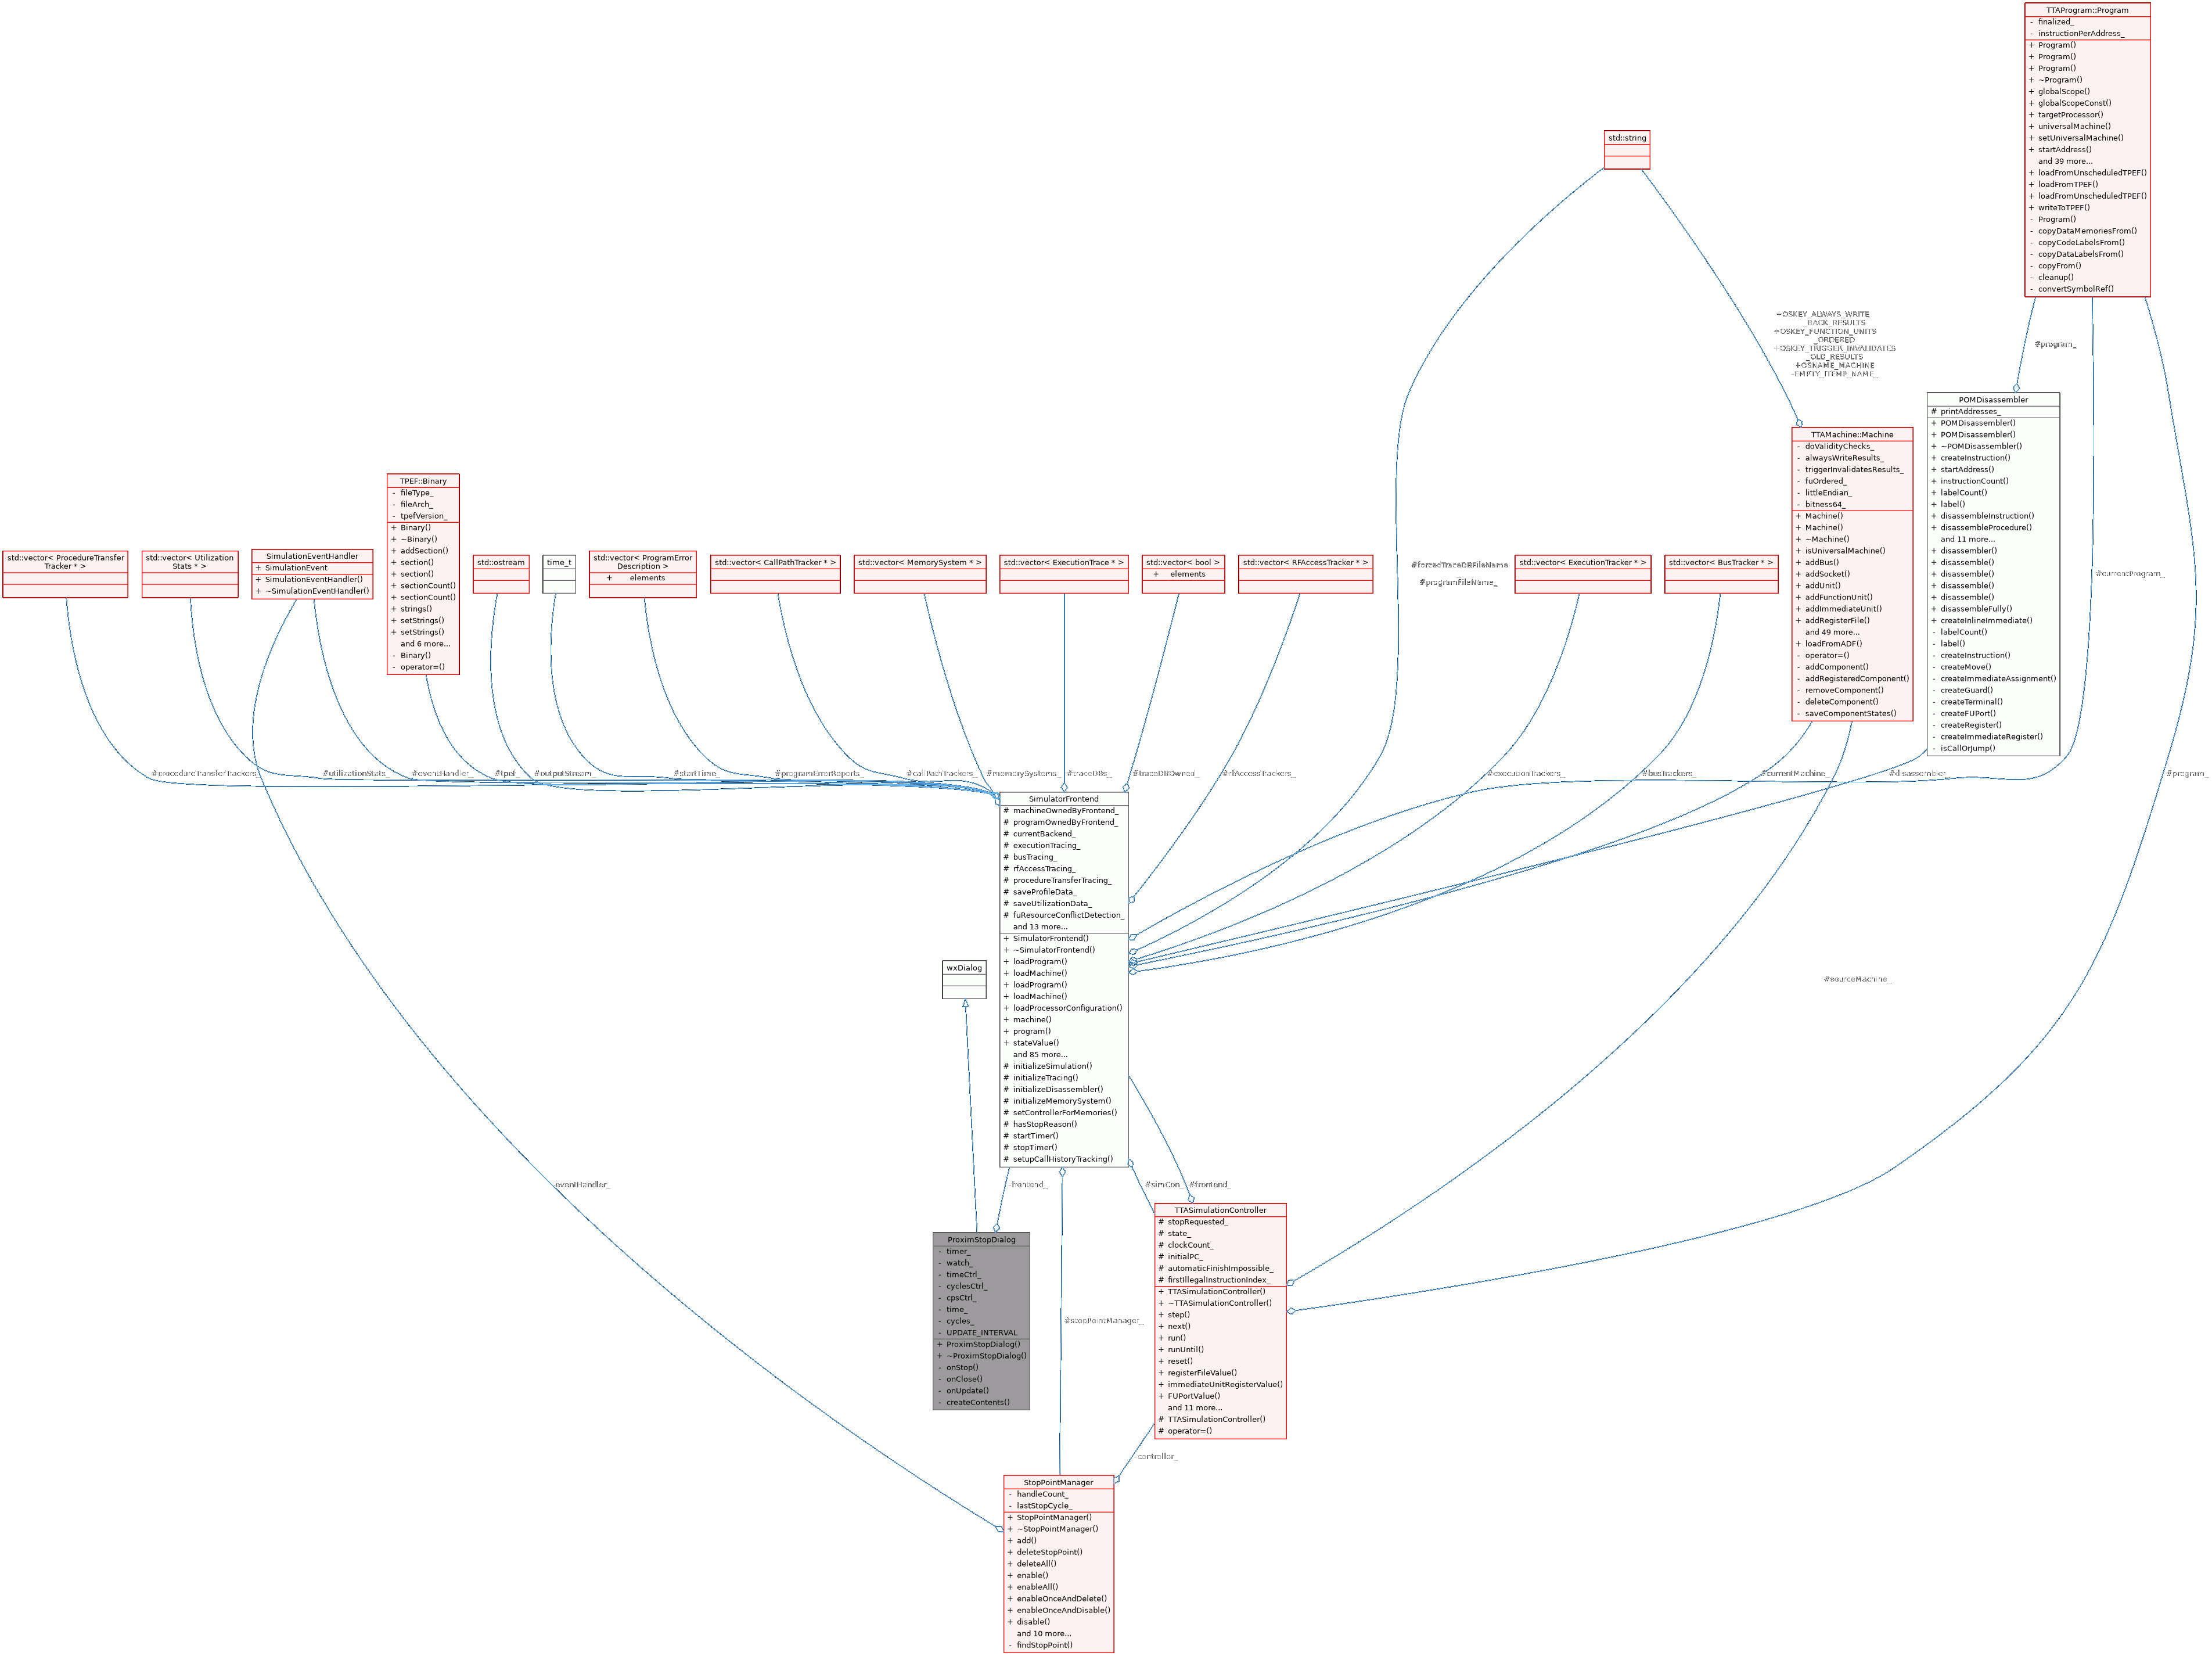 TTAProgram::Program
- finalized_
- instructionPerAddress_
+ Program()
+ Program()
+ Program()
+ ~Program()
+ globalScope()
+ globalScopeConst()
+ targetProcessor()
+ universalMachine()
+ setUniversalMachine()
+ startAddress()
and 39 more...
+ loadFromUnscheduledTPEF()
+ loadFromTPEF()
+ loadFromUnscheduledTPEF()
+ writeToTPEF()
- Program()
- copyDataMemoriesFrom()
- copyCodeLabelsFrom()
- copyDataLabelsFrom()
- copyFrom()
- cleanup()
- convertSymbolRef()
std::string
+OSKEY_ALWAYS_WRITE
_BACK_RESULTS
+OSKEY_FUNCTION_UNITS
_ORDERED
+OSKEY_TRIGGER_INVALIDATES
_OLD_RESULTS
+OSNAME_MACHINE
-EMPTY_ITEMP_NAME_
#program_
POMDisassembler
# printAddresses_
+ POMDisassembler()
+ POMDisassembler()
+ ~POMDisassembler()
+ createInstruction()
+ startAddress()
+ instructionCount()
+ labelCount()
+ label()
+ disassembleInstruction()
+ disassembleProcedure()
and 11 more...
+ disassembler()
+ disassemble()
+ disassemble()
+ disassemble()
+ disassemble()
+ disassembleFully()
+ createInlineImmediate()
- labelCount()
- label()
- createInstruction()
- createMove()
- createImmediateAssignment()
- createGuard()
- createTerminal()
- createFUPort()
- createRegister()
- createImmediateRegister()
- isCallOrJump()
TTAMachine::Machine
- doValidityChecks_
- alwaysWriteResults_
- triggerInvalidatesResults_
- fuOrdered_
- littleEndian_
- bitness64_
+ Machine()
+ Machine()
+ ~Machine()
+ isUniversalMachine()
+ addBus()
+ addSocket()
+ addUnit()
+ addFunctionUnit()
+ addImmediateUnit()
+ addRegisterFile()
and 49 more...
+ loadFromADF()
- operator=()
- addComponent()
- addRegisteredComponent()
- removeComponent()
- deleteComponent()
- saveComponentStates()
TPEF::Binary
- fileType_
- fileArch_
- tpefVersion_
+ Binary()
+ ~Binary()
+ addSection()
+ section()
+ section()
+ sectionCount()
+ sectionCount()
+ strings()
+ setStrings()
+ setStrings()
and 6 more...
- Binary()
- operator=()
std::vector< ProcedureTransfer
Tracker * >
std::vector< Utilization
Stats * >
SimulationEventHandler
+ SimulationEvent
+ SimulationEventHandler()
+ ~SimulationEventHandler()
std::ostream
time_t
std::vector< ProgramError
Description >
+ elements
std::vector< CallPathTracker * >
std::vector< MemorySystem * >
std::vector< ExecutionTrace * >
std::vector< bool >
+ elements
std::vector< RFAccessTracker * >
#forcedTraceDBFileName
#programFileName_
std::vector< ExecutionTracker * >
std::vector< BusTracker * >
#currentProgram_
#procedureTransferTrackers_
#utilizationStats_
#eventHandler_
#tpef_
#outputStream_
#startTime_
#programErrorReports_
#callPathTrackers_
#memorySystems_
#traceDBs_
#traceDBOwned_
#rfAccessTrackers_
#executionTrackers_
#busTrackers_
#currentMachine_
#disassembler_
#program_
SimulatorFrontend
# machineOwnedByFrontend_
# programOwnedByFrontend_
# currentBackend_
# executionTracing_
# busTracing_
# rfAccessTracing_
# procedureTransferTracing_
# saveProfileData_
# saveUtilizationData_
# fuResourceConflictDetection_
and 13 more...
+ SimulatorFrontend()
+ ~SimulatorFrontend()
+ loadProgram()
+ loadMachine()
+ loadProgram()
+ loadMachine()
+ loadProcessorConfiguration()
+ machine()
+ program()
+ stateValue()
and 85 more...
# initializeSimulation()
# initializeTracing()
# initializeDisassembler()
# initializeMemorySystem()
# setControllerForMemories()
# hasStopReason()
# startTimer()
# stopTimer()
# setupCallHistoryTracking()
wxDialog
#sourceMachine_
-eventHandler_
-frontend_
#simCon_
#frontend_
ProximStopDialog
- timer_
- watch_
- timeCtrl_
- cyclesCtrl_
- cpsCtrl_
- time_
- cycles_
- UPDATE_INTERVAL
+ ProximStopDialog()
+ ~ProximStopDialog()
- onStop()
- onClose()
- onUpdate()
- createContents()
#stopPointManager_
TTASimulationController
# stopRequested_
# state_
# clockCount_
# initialPC_
# automaticFinishImpossible_
# firstIllegalInstructionIndex_
+ TTASimulationController()
+ ~TTASimulationController()
+ step()
+ next()
+ run()
+ runUntil()
+ reset()
+ registerFileValue()
+ immediateUnitRegisterValue()
+ FUPortValue()
and 11 more...
# TTASimulationController()
# operator=()
-controller_
StopPointManager
- handleCount_
- lastStopCycle_
+ StopPointManager()
+ ~StopPointManager()
+ add()
+ deleteStopPoint()
+ deleteAll()
+ enable()
+ enableAll()
+ enableOnceAndDelete()
+ enableOnceAndDisable()
+ disable()
and 10 more...
- findStopPoint()